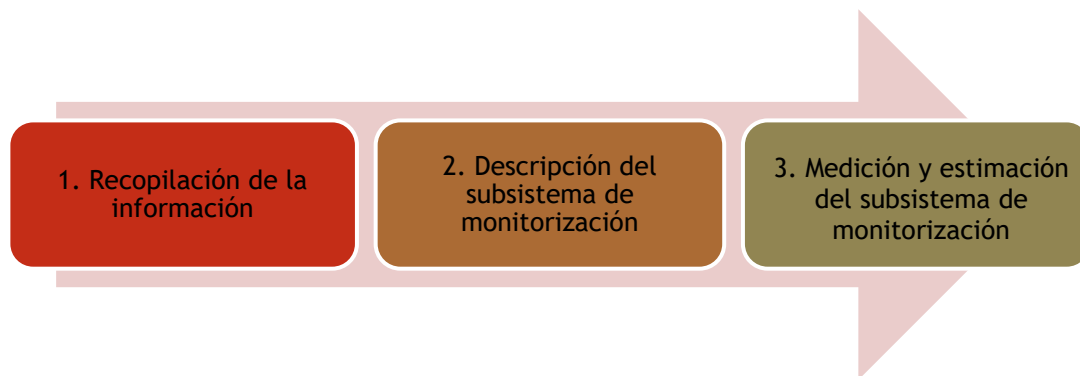 1. Recopilación de la
información
2. Descripción del
subsistema de
monitorización
3. Medición y estimación
del subsistema de
monitorización